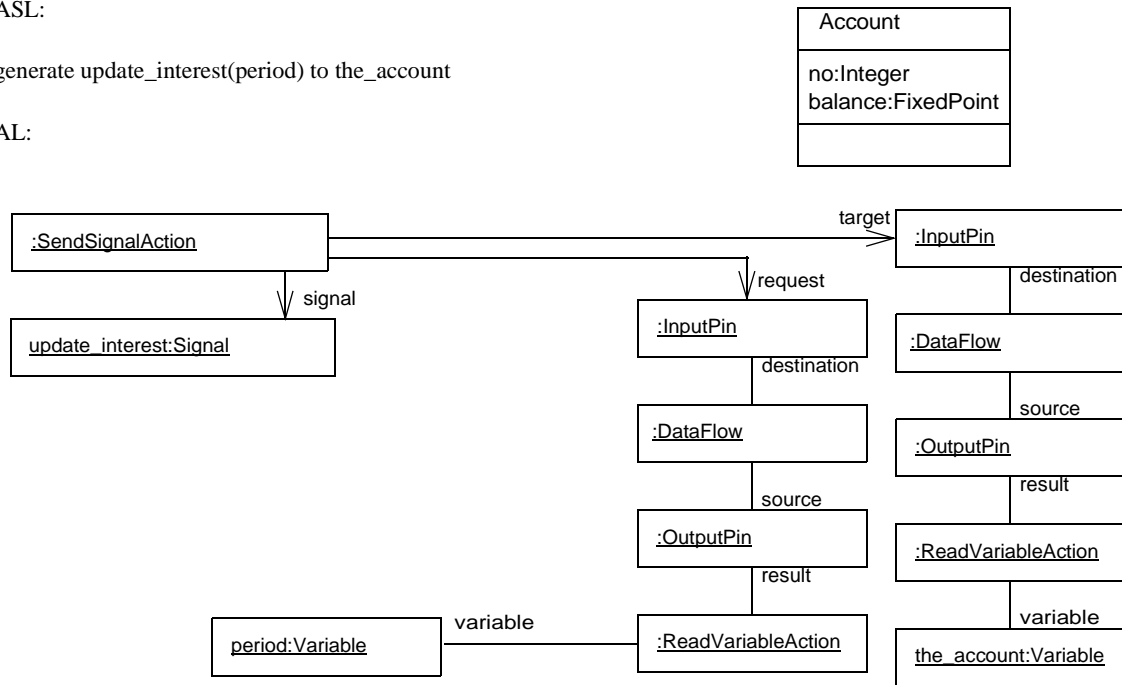 ASL:
generate update_interest(period) to the_account
AL:
Account
no:Integer
balance:FixedPoint
:SendSignalAction
target
:InputPin
signal
request
destination
update_interest:Signal
:InputPin
:DataFlow
destination
:DataFlow
source
:OutputPin
source
result
:OutputPin
:ReadVariableAction
result
variable
variable
period:Variable
:ReadVariableAction
the_account:Variable